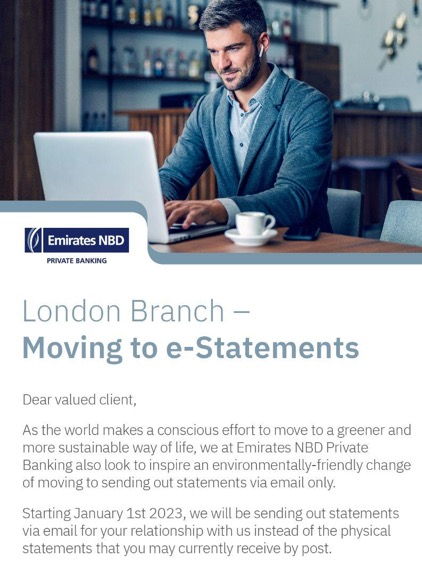 Emirates NBD
PRIVATE BANKING
London Branch –
Moving to e-Statements
Dear valued client,
As the world makes a conscious effort to move to a greener and
more sustainable way of life, we at Emirates NBD Private
Banking also look to inspire an environmentally-friendly change
of moving to sending out statements via email only.
Starting January 1st 2023, we will be sending out statements
via email for your relationship with us instead of the physical
statements that you may currently receive by post.